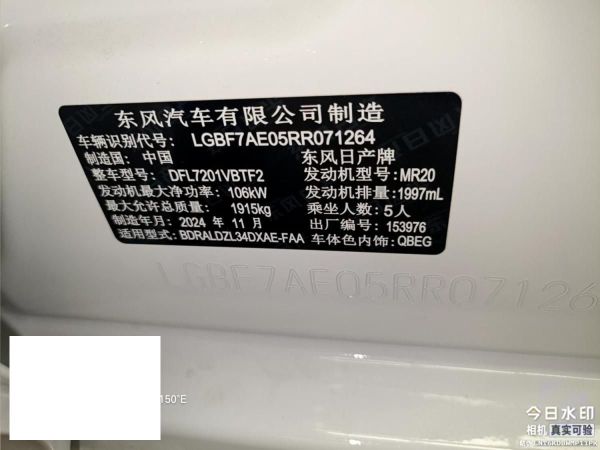 东风汽车有限公司制造
车辆识别代号: LGBF7AE05RR071264
制造国: 中国 东风日产牌
整车型号: DFL7201VBTF2 发动机型号: MR20
发动机最大净功率: 106kW 发动机排量: 1997mL
最大允许总质量: 1915kg 乘坐人数: 5人
制造年月: 2024 年 11 月 出厂编号: 153976
适用型式: BDRALDZL34DXAE-FAA 车体色内饰: QBEG
LGBF7AE05RR07126
150°E
今日水印
相机 真实可验